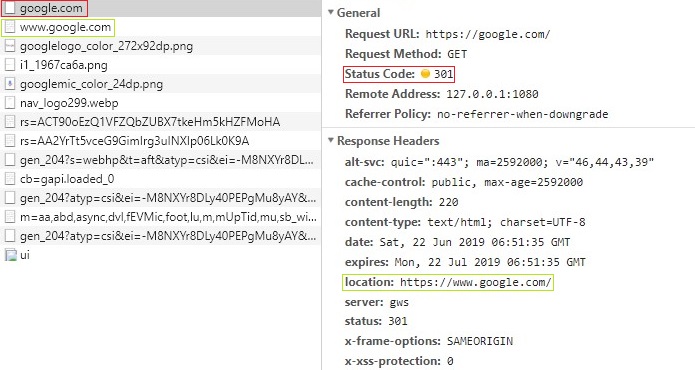 google.com
www.google.com
googlelogo_color_272x92dp.png
i1_1967ca6a.png
googlemic_color_24dp.png
nav_logo299.webp
rs=ACT90oEzQ1VFZQbZUBX7tkeHm5kHZFMoHA
rs=AA2YrTt5vceG9GimIrg3uINXIp06Lk0K9A
gen_204?s=webhp&t=aft&atyp=csi&ei=-M8NXYr8DL...
cb=gapi.loaded_0
gen_204?atyp=csi&ei=-M8NXYr8DLy40PEPgMu8yAY&...
m=aa,abd,async,dvl,fEVMic,foot,lu,m,mUpTid,mu,sb_wi...
gen_204?atyp=csi&ei=-M8NXYr8DLy40PEPgMu8yAY&...
ui
General
Request URL: https://google.com/
Request Method: GET
Status Code: 301
Remote Address: 127.0.0.1:1080
Referrer Policy: no-referrer-when-downgrade
Response Headers
alt-svc: quic=":443"; ma=2592000; v="46,44,43,39"
cache-control: public, max-age=2592000
content-length: 220
content-type: text/html; charset=UTF-8
date: Sat, 22 Jun 2019 06:51:35 GMT
expires: Mon, 22 Jul 2019 06:51:35 GMT
location: https://www.google.com/
server: gws
status: 301
x-frame-options: SAMEORIGIN
x-xss-protection: 0